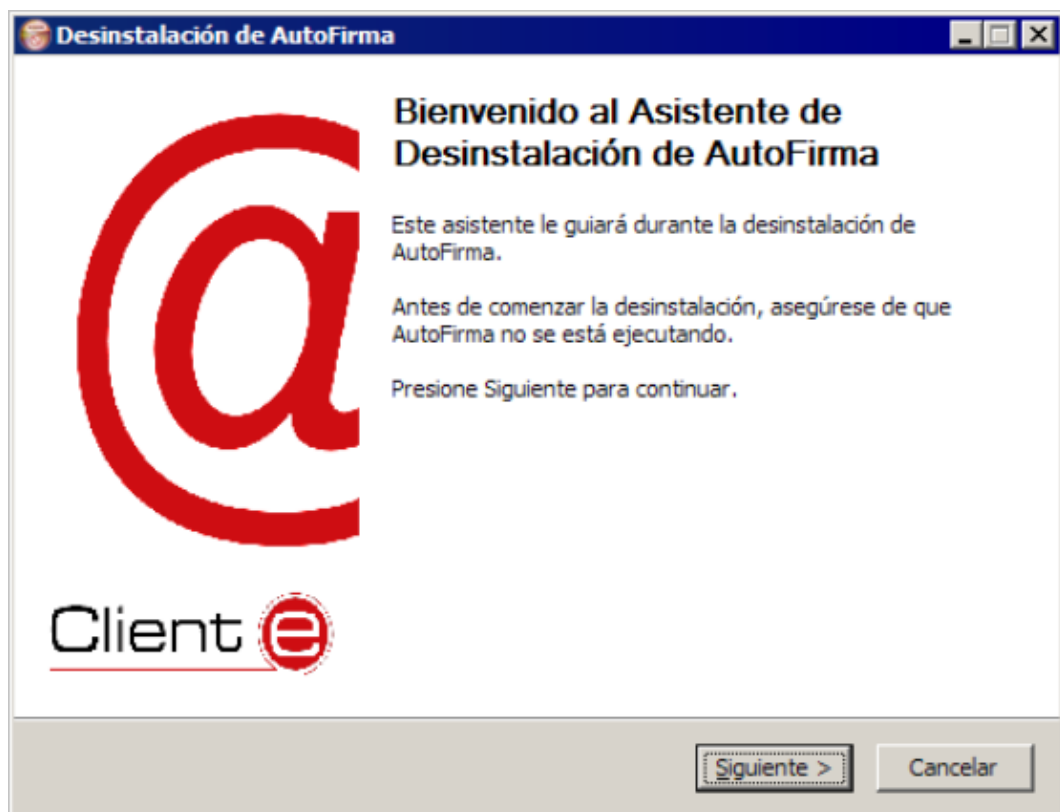 Desinstalación de AutoFirma
Bienvenido al Asistente de
Desinstalación de AutoFirma
Este asistente le guiará durante la desinstalación de
AutoFirma.
Antes de comenzar la desinstalación, asegúrese de que
AutoFirma no se está ejecutando.
Presione Siguiente para continuar.
@
Client e
Siguiente >
Cancelar